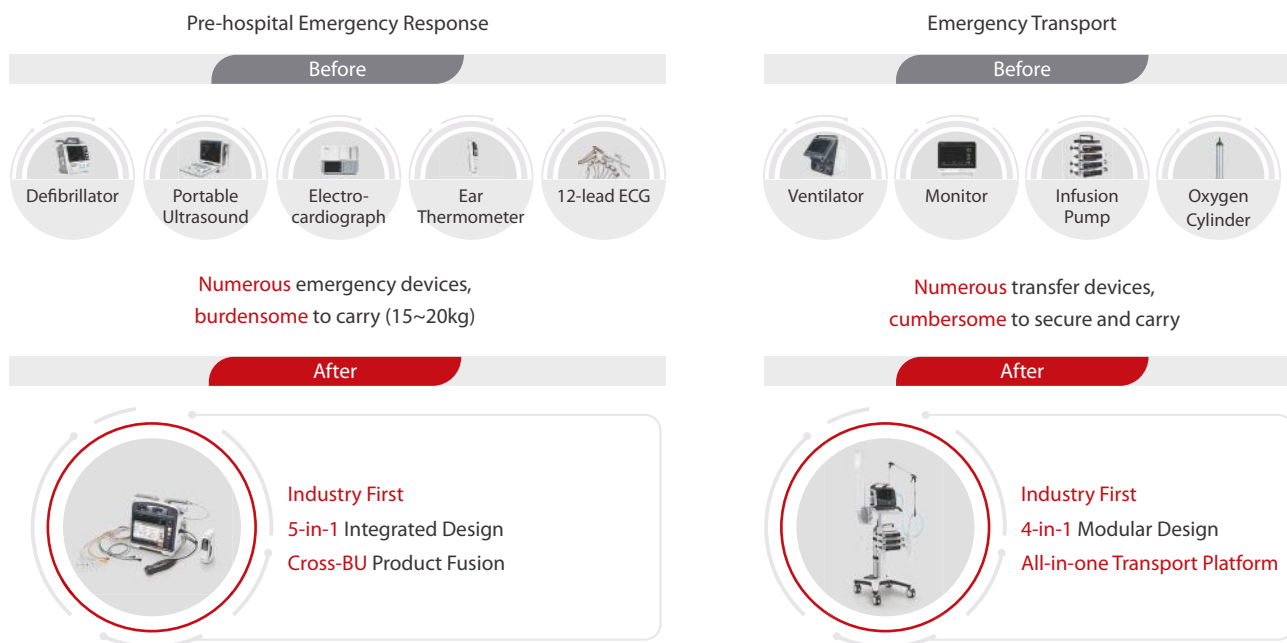 Pre-hospital Emergency Response
Before
Defibrillator
Portable
Ultrasound
Electro-
cardiograph
Ear
Thermometer
12-lead ECG
Numerous emergency devices,
burdensome to carry (15~20kg)
After
Industry First
5-in-1 Integrated Design
Cross-BU Product Fusion
Emergency Transport
Before
Ventilator
Monitor
Infusion
Pump
Oxygen
Cylinder
Numerous transfer devices,
cumbersome to secure and carry
After
Industry First
4-in-1 Modular Design
All-in-one Transport Platform